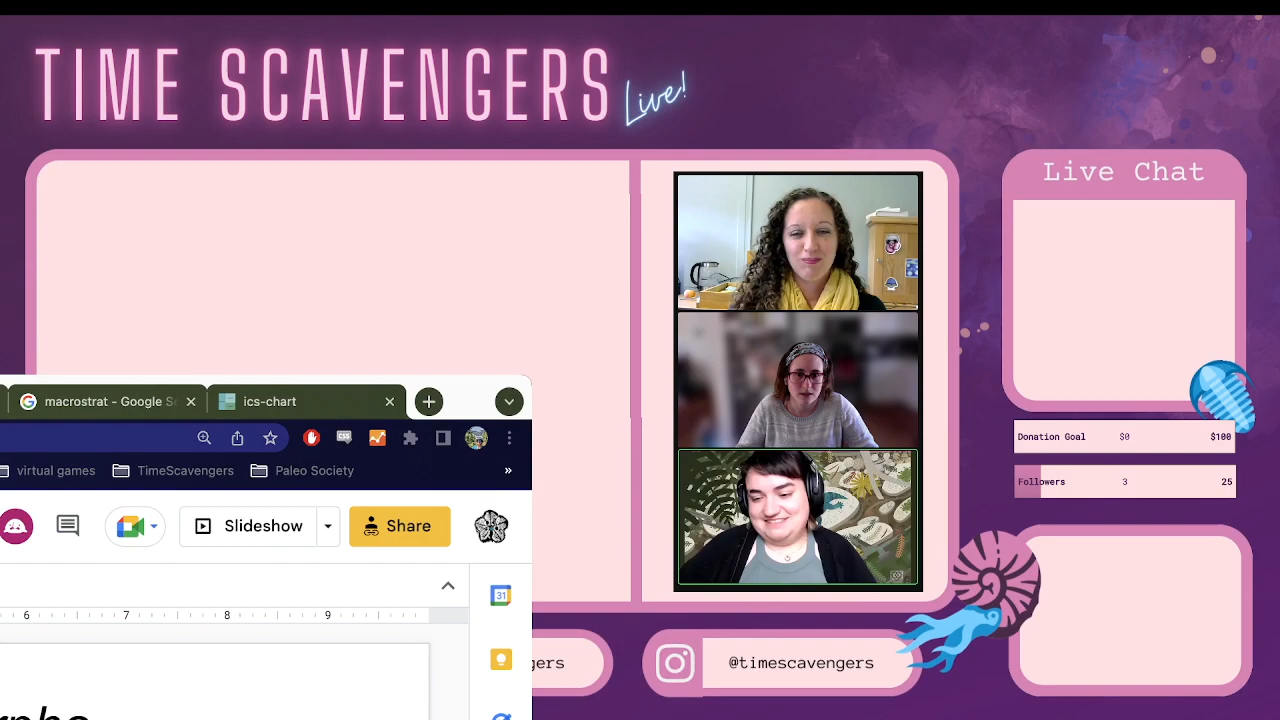 TIME SCAVENGERS Live!
Live Chat
macrostrat - Google
ics-chart
virtual games
TimeScavengers
Paleo Society
»
Donation Goal $0 $100
Followers 3 25
Slideshow
Share
31
6 7 8 9
@timescavengers